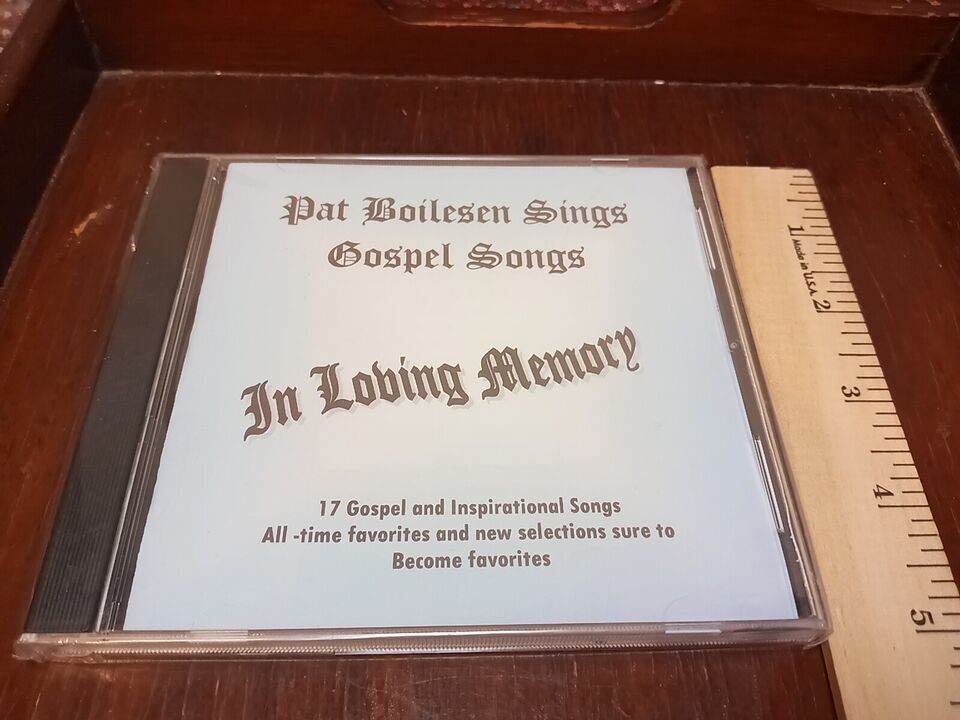 Pat Boilesen Sings
Gospel Songs
In Loving Memory
17 Gospel and Inspirational Songs
All -time favorites and new selections sure to
Become favorites
1
Made in U.S.A
2
3
4
5